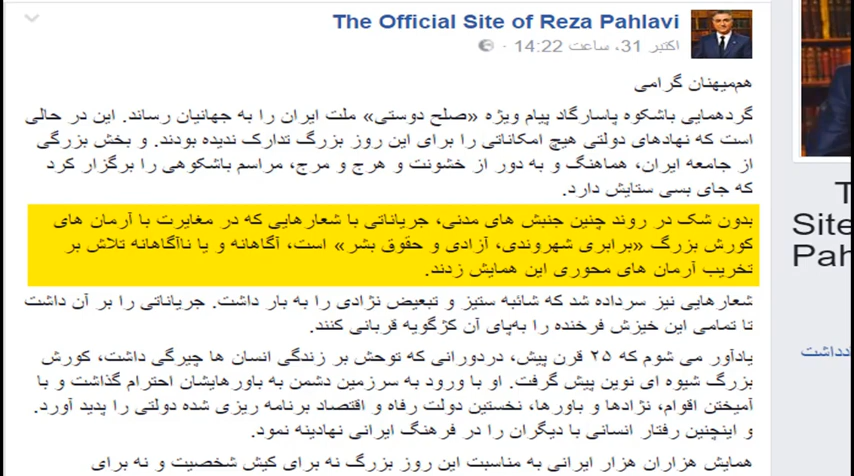 The Official Site of Reza Pahlavi
اکتبر 31، ساعت 14:22 ·
هم‌میهنان گرامی
گردهمایی باشکوه پاسارگاد پیام ویژه «صلح دوستی» ملت ایران را به جهانیان رساند. این در حالی
است که نهادهای دولتی هیچ امکاناتی را برای این روز بزرگ تدارک ندیده بودند. و بخش بزرگی
از جامعه ایران، هماهنگ و به دور از خشونت و هرج و مرج، مراسم باشکوهی را برگزار کرد
که جای بسی ستایش دارد.
بدون شک در روند چنین جنبش های مدنی، جریاناتی با شعارهایی که در مغایرت با آرمان های
کورش بزرگ «برابری شهروندی، آزادی و حقوق بشر» است، آگاهانه و یا ناآگاهانه تلاش بر
تخریب آرمان های محوری این همایش زدند.
شعارهایی نیز سرداده شد که شائبه ستیز و تبعیض نژادی را به بار داشت. جریاناتی را بر آن داشت
تا تمامی این خیزش فرخنده را به‌پای آن کژگویه قربانی کنند.
یادآور می شوم که ۲۵ قرن پیش، دردورانی که توحش بر زندگی انسان ها چیرگی داشت، کورش
بزرگ شیوه ای نوین پیش گرفت. او با ورود به سرزمین دشمن به باورهایشان احترام گذاشت و با
آمیختن اقوام، نژادها و باورها، نخستین دولت رفاه و اقتصاد برنامه ریزی شده دولتی را پدید آورد.
و اینچنین رفتار انسانی با دیگران را در فرهنگ ایرانی نهادینه نمود.
همایش هزاران هزار ایرانی به مناسبت این روز بزرگ نه برای کیش شخصیت و نه برای
T
Site
Pah
دداشت